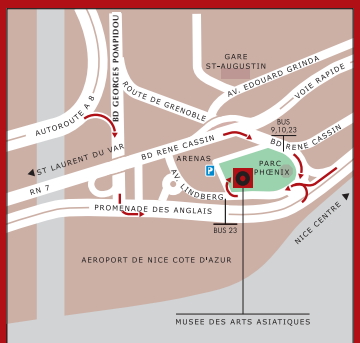 BD GEORGES POMPIDOU
GARE
ST-AUGUSTIN
AV. EDOUARD GRINDA
VOIE RAPIDE
ROUTE DE GRENOBLE
AUTOROUTE A 8
BUS
9,10,23
BD RENE CASSIN
BD RENE CASSIN
ST LAURENT DU VAR
ARENAS
P
PARC
PHŒNIX
RN 7
AV. LINDBERG
PROMENADE DES ANGLAIS
BUS 23
NICE CENTRE
AEROPORT DE NICE COTE D'AZUR
MUSEE DES ARTS ASIATIQUES